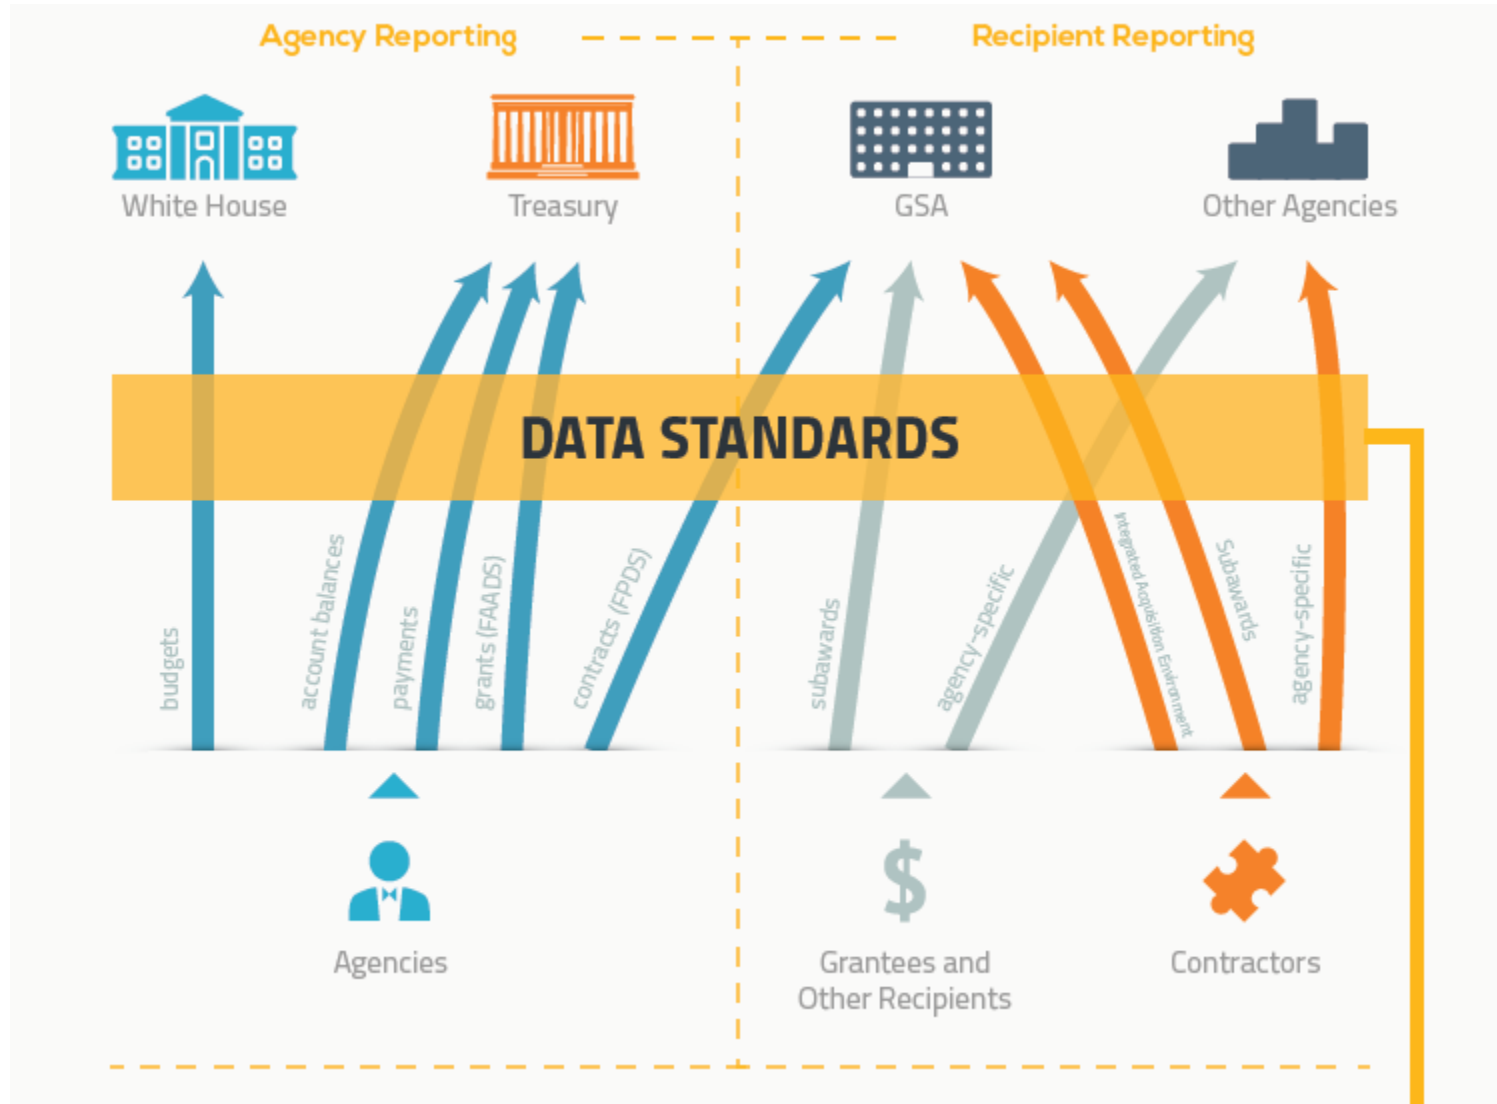 Agency Reporting
Recipient Reporting
White House
Treasury
GSA
Other Agencies
DATA STANDARDS
budgets
account balances
payments
grants (FAADS)
contracts (FPDS)
subawards
agency-specific
Integrated Acquisition Environment
Subawards
agency-specific
$
Agencies
Grantees and
Other Recipients
Contractors